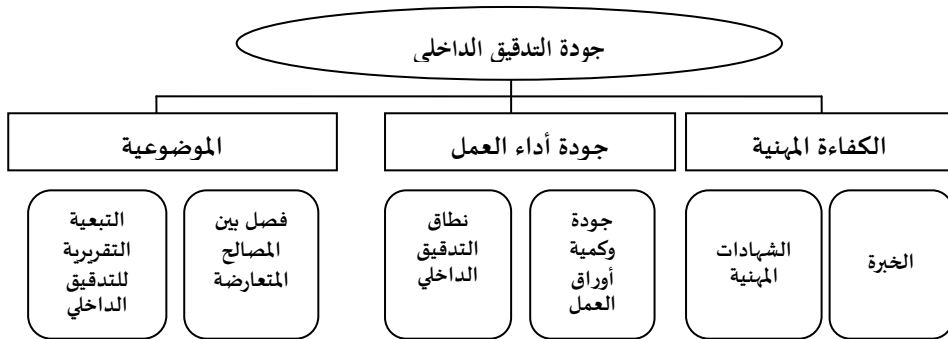 جودة التدقيق الداخلي
الكفاءة المهنية
جودة أداء العمل
الموضوعية
الخبرة
الشهادات
المهنية
جودة
وكمية
أوراق
العمل
نطاق
التدقيق
الداخلي
فصل بين
المصالح
المتعارضة
التبعية
التقريرية
للتدقيق
الداخلي